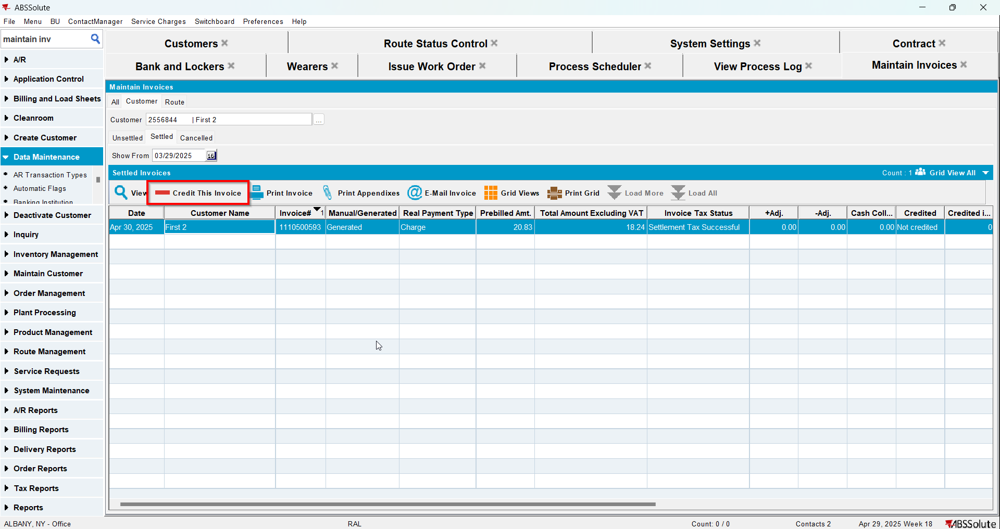 ABSSolute
File Menu BU ContactManager Service Charges Switchboard Preferences Help
maintain inv
Customers Route Status Control System Settings Contract
Bank and Lockers Wearers Issue Work Order Process Scheduler View Process Log Maintain Invoices
A/R
Application Control
Billing and Load Sheets
Cleanroom
Create Customer
Data Maintenance
AR Transaction Types
Automatic Flags
Banking Institution
Deactivate Customer
Inquiry
Inventory Management
Maintain Customer
Order Management
Plant Processing
Product Management
Route Management
Service Requests
System Maintenance
A/R Reports
Billing Reports
Delivery Reports
Order Reports
Tax Reports
Reports
Maintain Invoices
All Customer Route
Customer 2556844 | First 2 ...
Unsettled Settled Cancelled
Show From 03/29/2025 16
Settled Invoices Count : 1 Grid View All
View Credit This Invoice Print Invoice Print Appendixes @ E-Mail Invoice Grid Views Print Grid Load More Load All
Date Customer Name Invoice# 1 Manual/Generated Real Payment Type Prebilled Amt. Total Amount Excluding VAT Invoice Tax Status +Adj. -Adj. Cash Coll... Credited Credited i...
Apr 30, 2025 First 2 1110500593 Generated Charge 20.83 18.24 Settlement Tax Successful 0.00 0.00 0.00 Not credited 0
ALBANY, NY - Office RAL Count: 0 / 0 Contacts 2 Apr 29, 2025 Week 18 ABSSolute